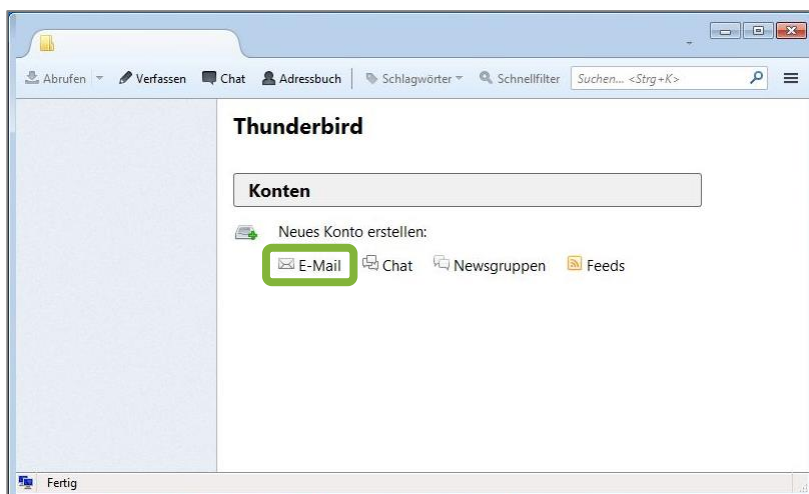 Abrufen Verfassen Chat Adressbuch Schlagwörter Schnellfilter Suchen... <Strg+K>
Thunderbird
Konten
Neues Konto erstellen:
E-Mail Chat Newsgruppen Feeds
Fertig